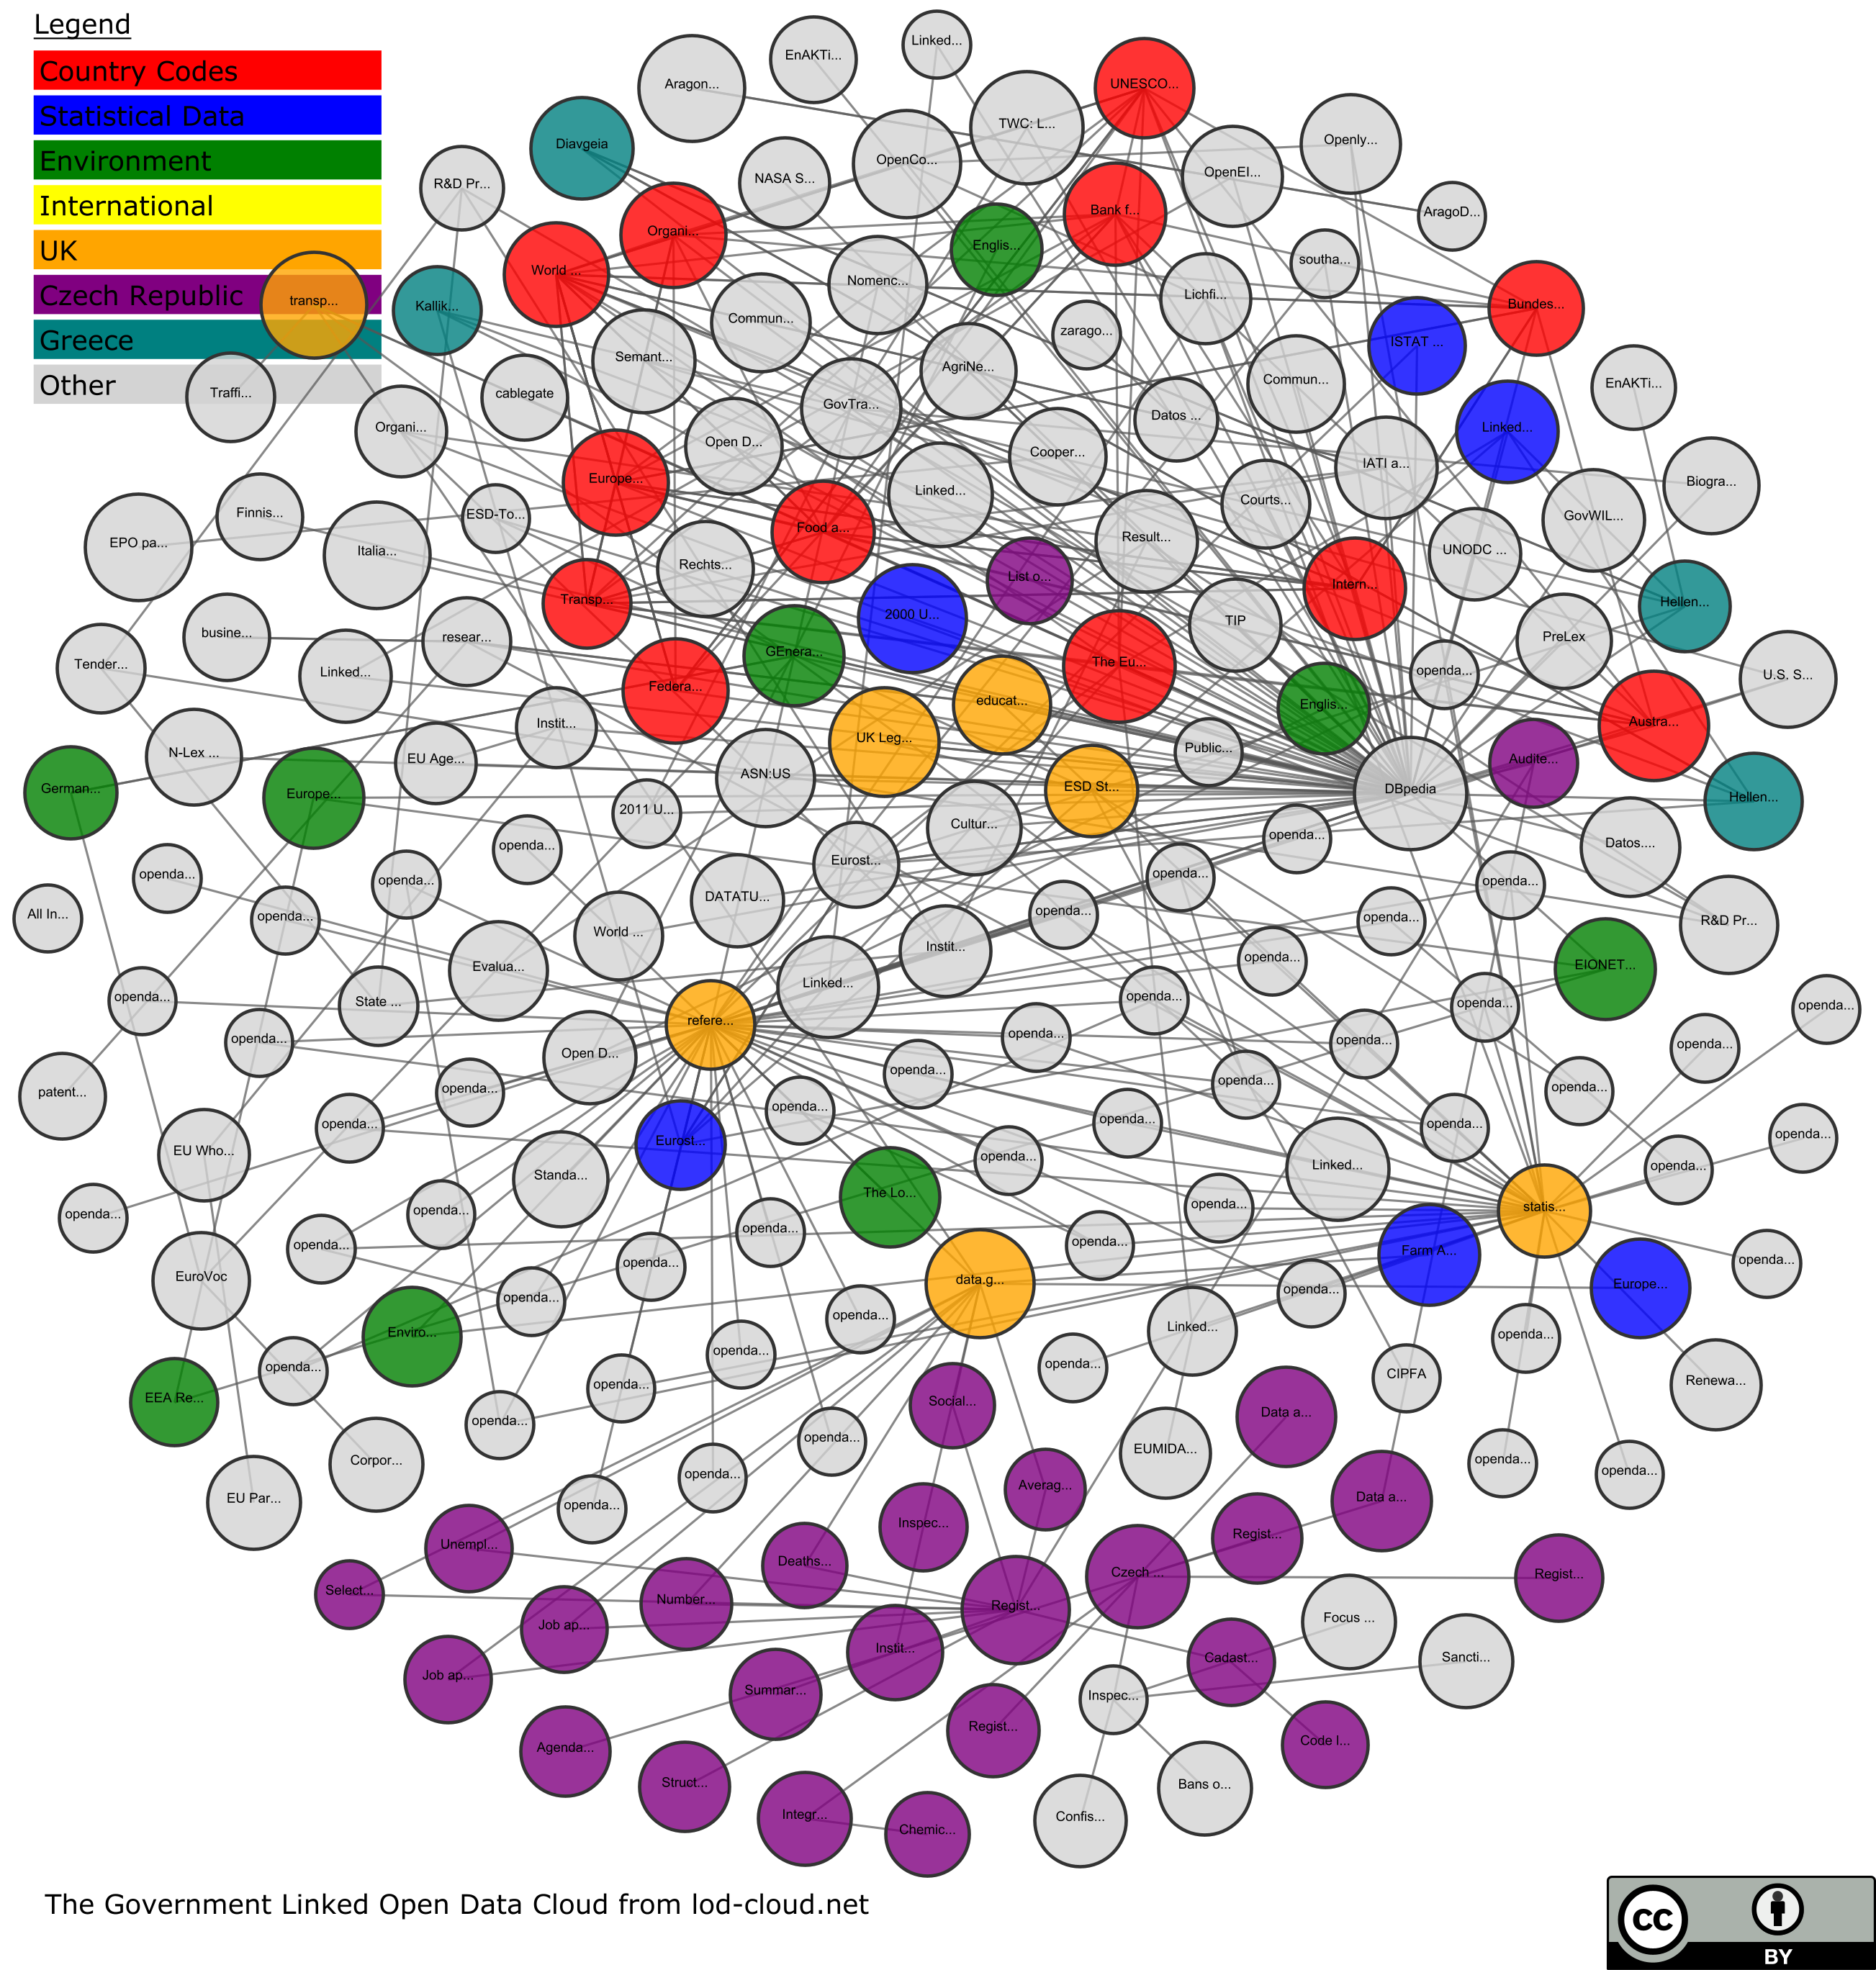 Legend
Country Codes
Statistical Data
Environment
International
UK
Czech Republic
Greece
Other
Linked...
EnAKTi...
Aragon...
UNESCO...
TWC: L...
Openly...
Diavgeia
OpenCo...
OpenEI...
NASA S...
R&D Pr...
Bank f...
AragoD...
Organi...
Englis...
southa...
World ...
Nomenc...
Lichfi...
transp...
Kallik...
Bundes...
Commun...
zarago...
ISTAT ...
Semant...
AgriNe...
Commun...
EnAKTi...
Traffi...
cablegate
GovTra...
Datos ...
Organi...
Open D...
Linked...
Cooper...
IATI a...
Europe...
Biogra...
Linked...
Courts...
Finnis...
ESD-To...
GovWIL...
Food a...
EPO pa...
Italia...
Rechts...
Result...
UNODC ...
List o...
Intern...
Transp...
Hellen...
2000 U...
TIP
busine...
resear...
PreLex
GEnera...
The Eu...
Tender...
Linked...
opena...
U.S. S...
Federa...
educat...
Englis...
Instit...
Austra...
UK Leg...
Public...
N-Lex ...
EU Age...
Audite...
ASN:US
ESD St...
DBpedia
German...
Europe...
Hellen...
2011 U...
Cultur...
openda...
openda...
Eurost...
Datos....
openda...
openda...
openda...
openda...
DATATU...
All In...
openda...
openda...
openda...
R&D Pr...
World ...
Instit...
openda...
Evalua...
EIONET...
Linked...
openda...
State ...
openda...
openda...
openda...
refere...
openda...
openda...
openda...
openda...
Open D...
openda...
openda...
openda...
patent...
openda...
openda...
openda...
openda...
openda...
Eurost...
openda...
EU Who...
openda...
Linked...
openda...
Standa...
The Lo...
openda...
openda...
openda...
statis...
openda...
openda...
openda...
Farm A...
openda...
openda...
EuroVoc
data.g...
Europe...
openda...
openda...
openda...
Linked...
Enviro...
openda...
openda...
openda...
openda...
CIPFA
Renewa...
openda...
EEA Re...
Social...
Data a...
openda...
openda...
EUMIDA...
Corpor...
openda...
openda...
openda...
Averag...
EU Par...
Data a...
openda...
Inspec...
Regist...
Unempl...
Deaths...
Czech ...
Regist...
Select...
Number...
Regist...
Focus ...
Job ap...
Instit...
Cadast...
Sancti...
Job ap...
Summar...
Inspec...
Regist...
Code l...
Agenda...
Struct...
Bans o...
Integr...
Confis...
Chemic...
The Government Linked Open Data Cloud from lod-cloud.net
CC
BY